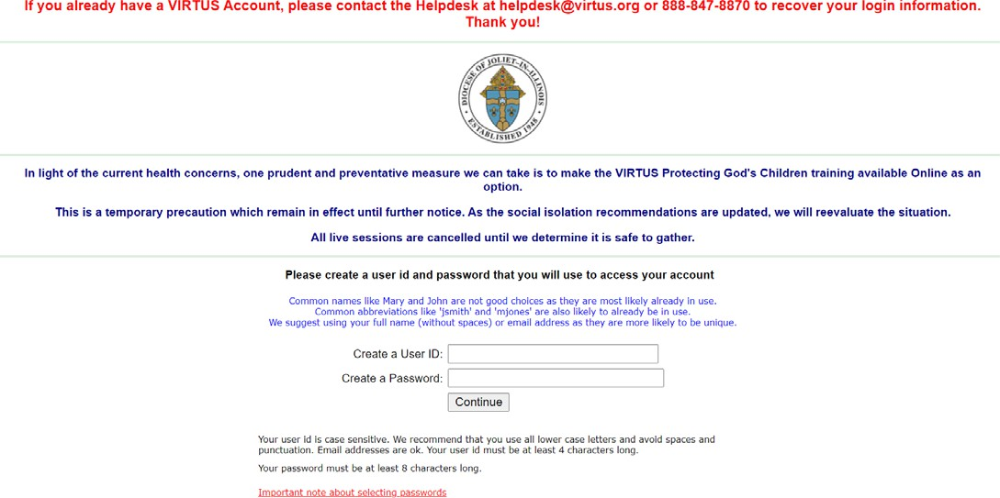 If you already have a VIRTUS Account, please contact the Helpdesk at helpdesk@virtus.org or 888-847-8870 to recover your login information.
Thank you!
DIOCESE OF JOLIET-IN-ILLINOIS
ESTABLISHED 1948
In light of the current health concerns, one prudent and preventative measure we can take is to make the VIRTUS Protecting God's Children training available Online as an
option.
This is a temporary precaution which remain in effect until further notice. As the social isolation recommendations are updated, we will reevaluate the situation.
All live sessions are cancelled until we determine it is safe to gather.
Please create a user id and password that you will use to access your account
Common names like Mary and John are not good choices as they are most likely already in use.
Common abbreviations like 'jsmith' and 'mjones' are also likely to already be in use.
We suggest using your full name (without spaces) or email address as they are more likely to be unique.
Create a User ID:
Create a Password:
Continue
Your user id is case sensitive. We recommend that you use all lower case letters and avoid spaces and
punctuation. Email addresses are ok. Your user id must be at least 4 characters long.
Your password must be at least 8 characters long.
Important note about selecting passwords